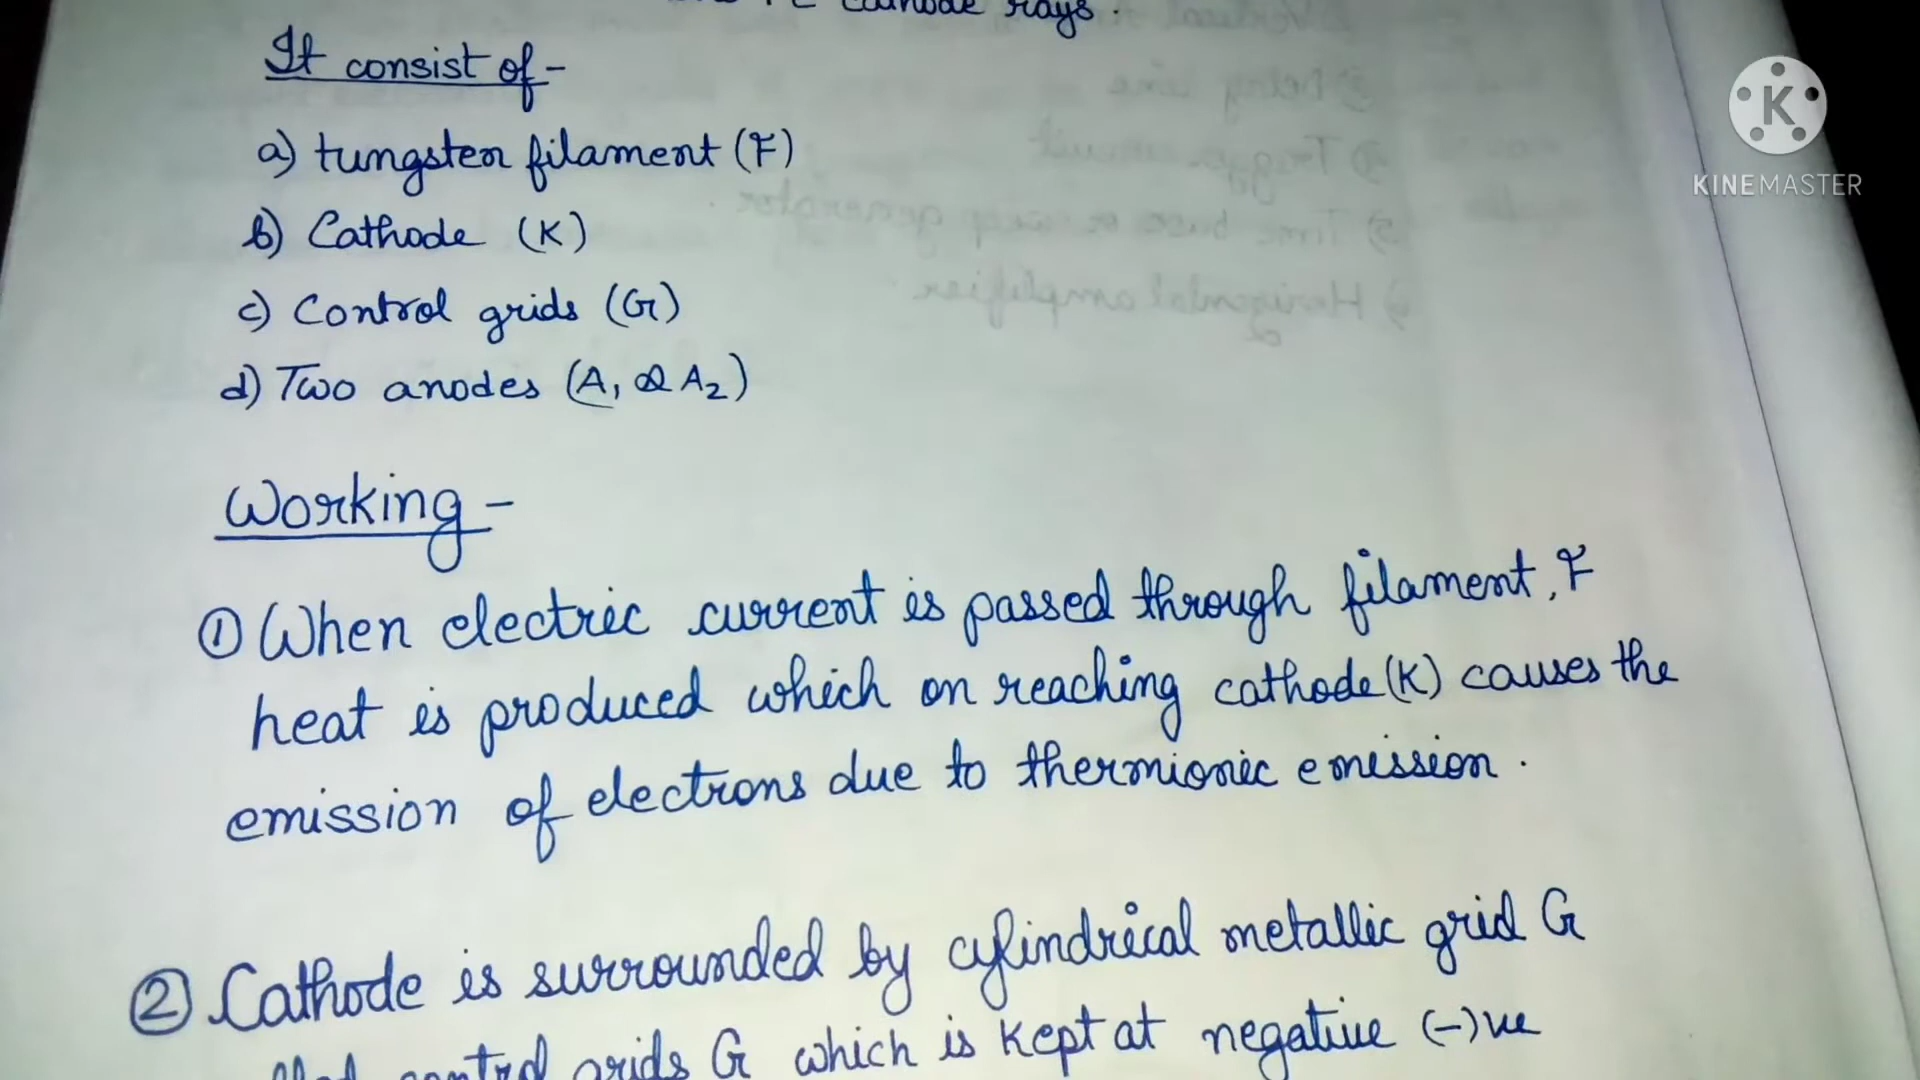 cathode rays.
It consist of -
a) tungsten filament (F)
b) Cathode (K)
c) Control grids (G)
d) Two anodes (A1 & A2)
K
KINEMASTER
Working -
① When electric current is passed through filament, F
heat is produced which on reaching cathode (K) causes the
emission of electrons due to thermionic emission.
② Cathode is surrounded by cylindrical metallic grid G
control grids G which is kept at negative (-)ve